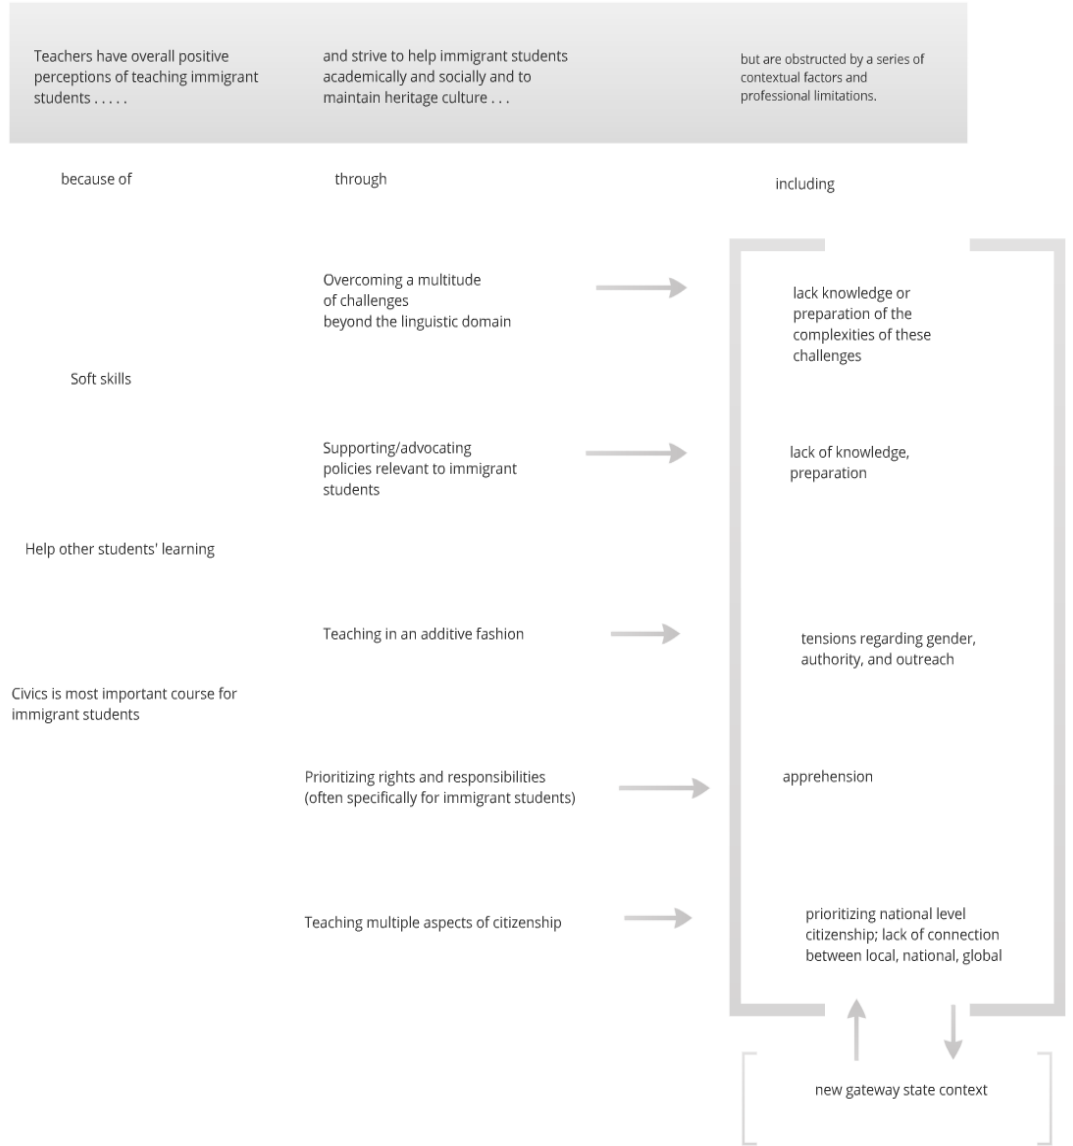 Teachers have overall positive
perceptions of teaching immigrant
students . . . . .
and strive to help immigrant students
academically and socially and to
maintain heritage culture . . .
but are obstructed by a series of
contextual factors and
professional limitations.
because of
through
including
Overcoming a multitude
of challenges
beyond the linguistic domain
lack knowledge or
preparation of the
complexities of these
challenges
Soft skills
Supporting/advocating
policies relevant to immigrant
students
lack of knowledge,
preparation
Help other students' learning
Teaching in an additive fashion
tensions regarding gender,
authority, and outreach
Civics is most important course for
immigrant students
Prioritizing rights and responsibilities
(often specifically for immigrant students)
apprehension
Teaching multiple aspects of citizenship
prioritizing national level
citizenship; lack of connection
between local, national, global
new gateway state context